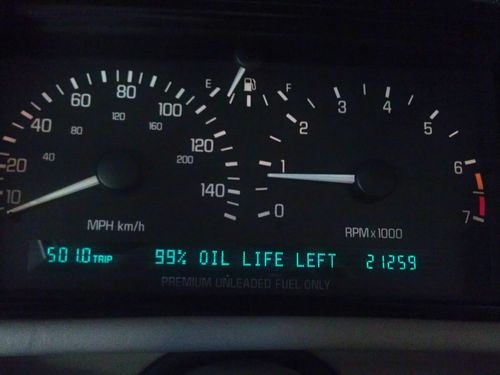 E F
20 40 60 80 100 120 140
10
40 80 120 160 200
MPH km/h
0 1 2 3 4 5 6 7
RPM x 1000
501.0 TRIP 99% OIL LIFE LEFT 21259
PREMIUM UNLEADED FUEL ONLY